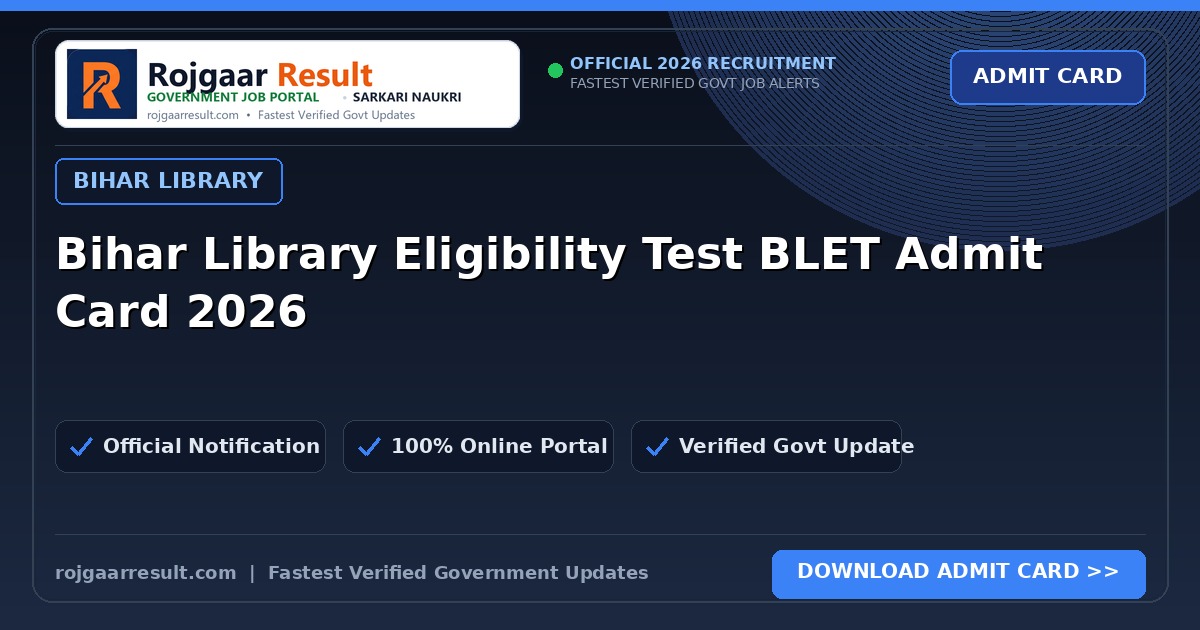 Rojgaar Result
GOVERNMENT JOB PORTAL • SARKARI NAUKRI
rojgaarresult.com • Fastest Verified Govt Updates
OFFICIAL 2026 RECRUITMENT
FASTEST VERIFIED GOVT JOB ALERTS
ADMIT CARD
BIHAR LIBRARY
Bihar Library Eligibility Test BLET Admit
Card 2026
Official Notification
100% Online Portal
Verified Govt Update
rojgaarresult.com | Fastest Verified Government Updates
DOWNLOAD ADMIT CARD >>